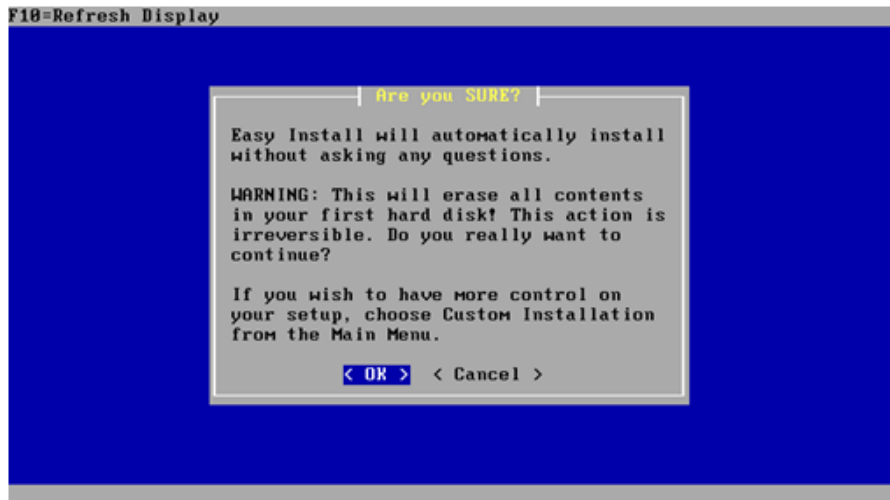 F10=Refresh Display
Are you SURE?
Easy Install will automatically install
without asking any questions.
WARNING: This will erase all contents
in your first hard disk! This action is
irreversible. Do you really want to
continue?
If you wish to have more control on
your setup, choose Custom Installation
from the Main Menu.
< OK > < Cancel >